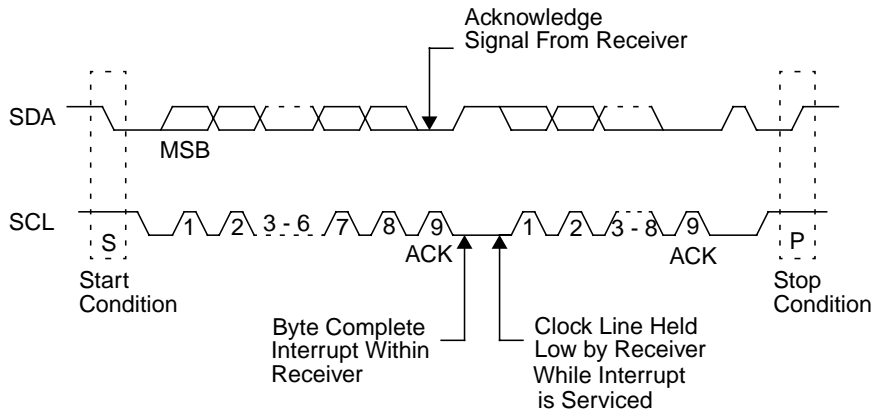 Acknowledge
Signal From Receiver
SDA
MSB
SCL
S
1
2
3 - 6
7
8
9
1
2
3 - 8
9
P
ACK
ACK
Start
Condition
Stop
Condition
Byte Complete
Interrupt Within
Receiver
Clock Line Held
Low by Receiver
While Interrupt
is Serviced